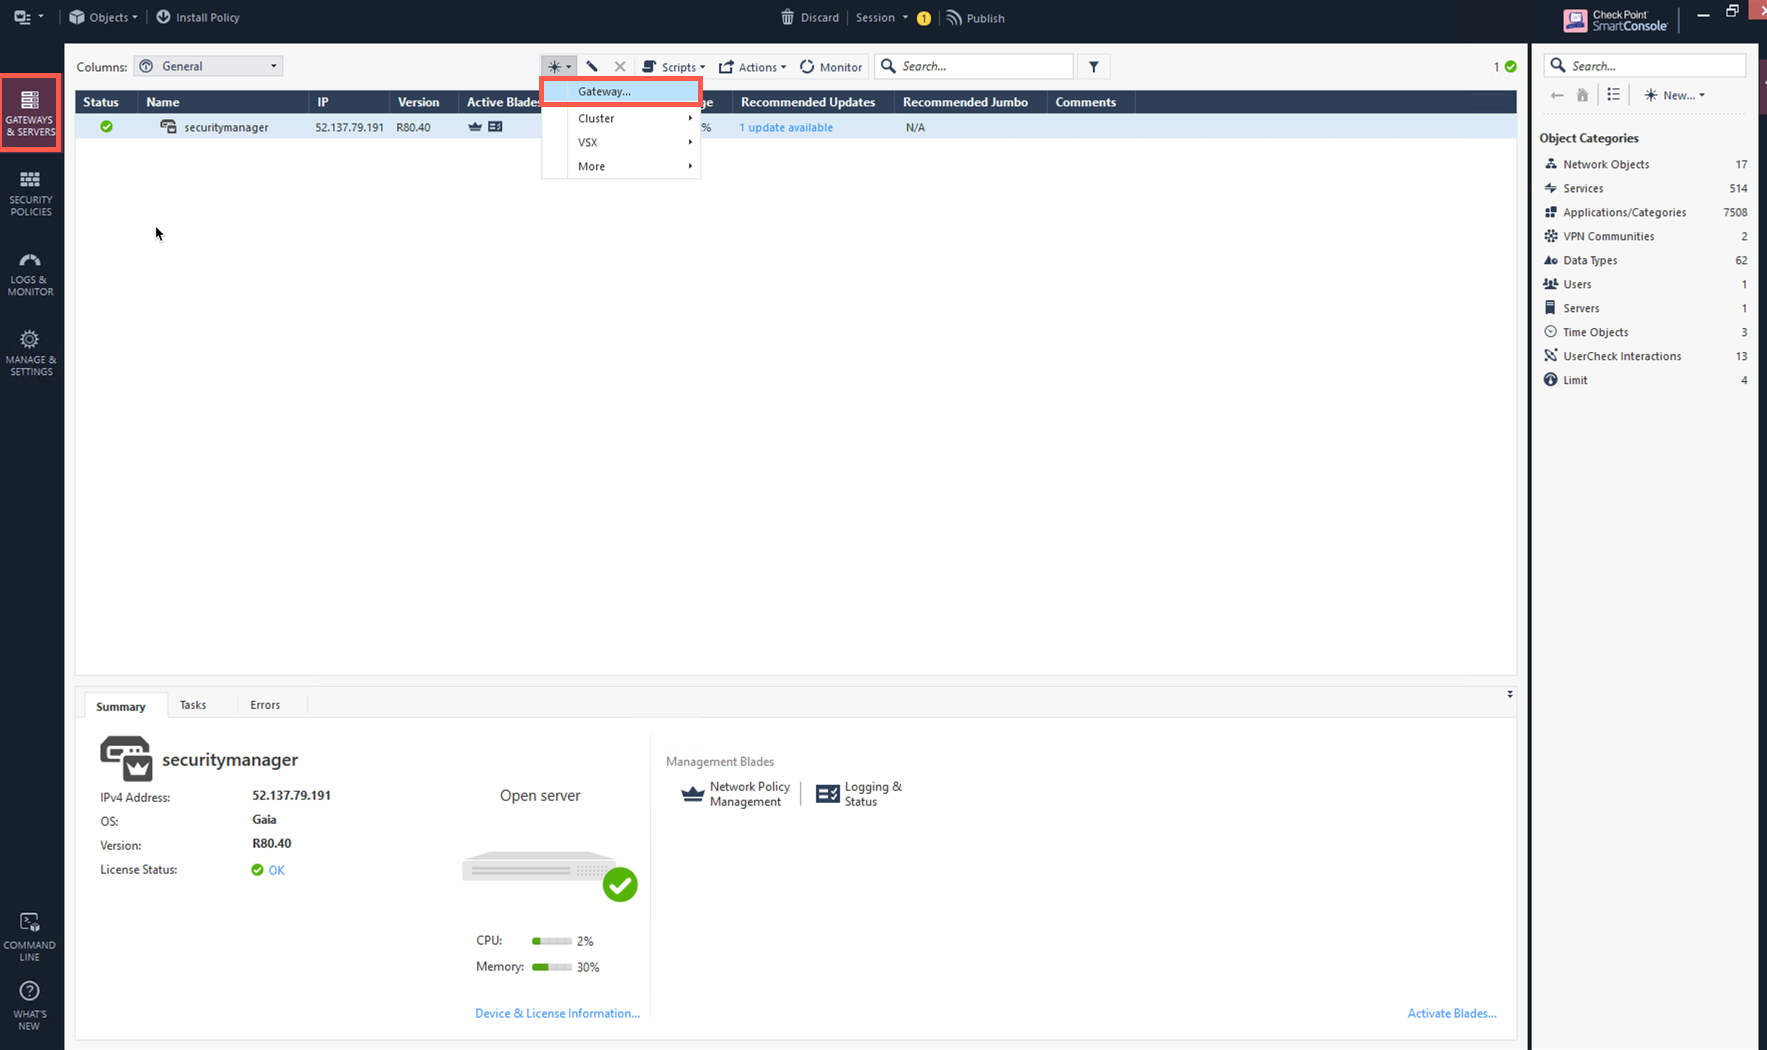 Objects
Install Policy
Discard
Session
1
Publish
Check Point
SmartConsole
GATEWAYS
& SERVERS
SECURITY
POLICIES
LOGS &
MONITOR
MANAGE &
SETTINGS
COMMAND
LINE
WHAT'S
NEW
Columns:
General
Scripts
Actions
Monitor
Search...
1
Status Name IP Version Active Blades ge Recommended Updates Recommended Jumbo Comments
securitymanager 52.137.79.191 R80.40 % 1 update available N/A
Gateway...
Cluster
VSX
More
Summary
Tasks
Errors
securitymanager
IPv4 Address: 52.137.79.191
OS: Gaia
Version: R80.40
License Status: OK
Open server
CPU: 2%
Memory: 30%
Device & License Information...
Management Blades
Network Policy
Management
Logging &
Status
Activate Blades...
Search...
New...
Object Categories
Network Objects 17
Services 514
Applications/Categories 7508
VPN Communities 2
Data Types 62
Users 1
Servers 1
Time Objects 3
UserCheck Interactions 13
Limit 4